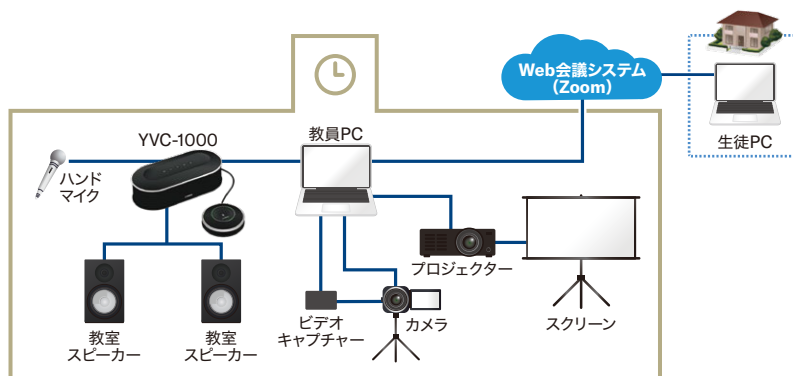 Web会議システム
（Zoom）
生徒PC
YVC-1000
教員PC
ハンド
マイク
プロジェクター
スクリーン
ビデオ
キャプチャー
カメラ
教室
スピーカー
教室
スピーカー